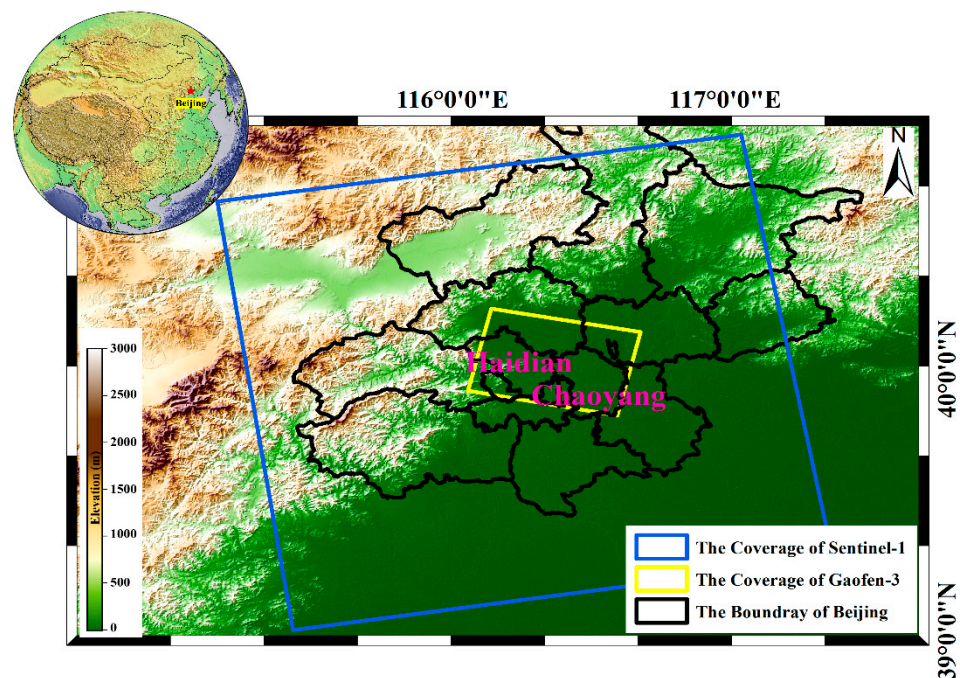 Beijing
116°0'0"E
117°0'0"E
N
Haidian
Chaoyang
40°0'0"N
39°0'0"N
Elevation (m)
3000
2500
2000
1500
1000
500
0
The Coverage of Sentinel-1
The Coverage of Gaofen-3
The Boundray of Beijing